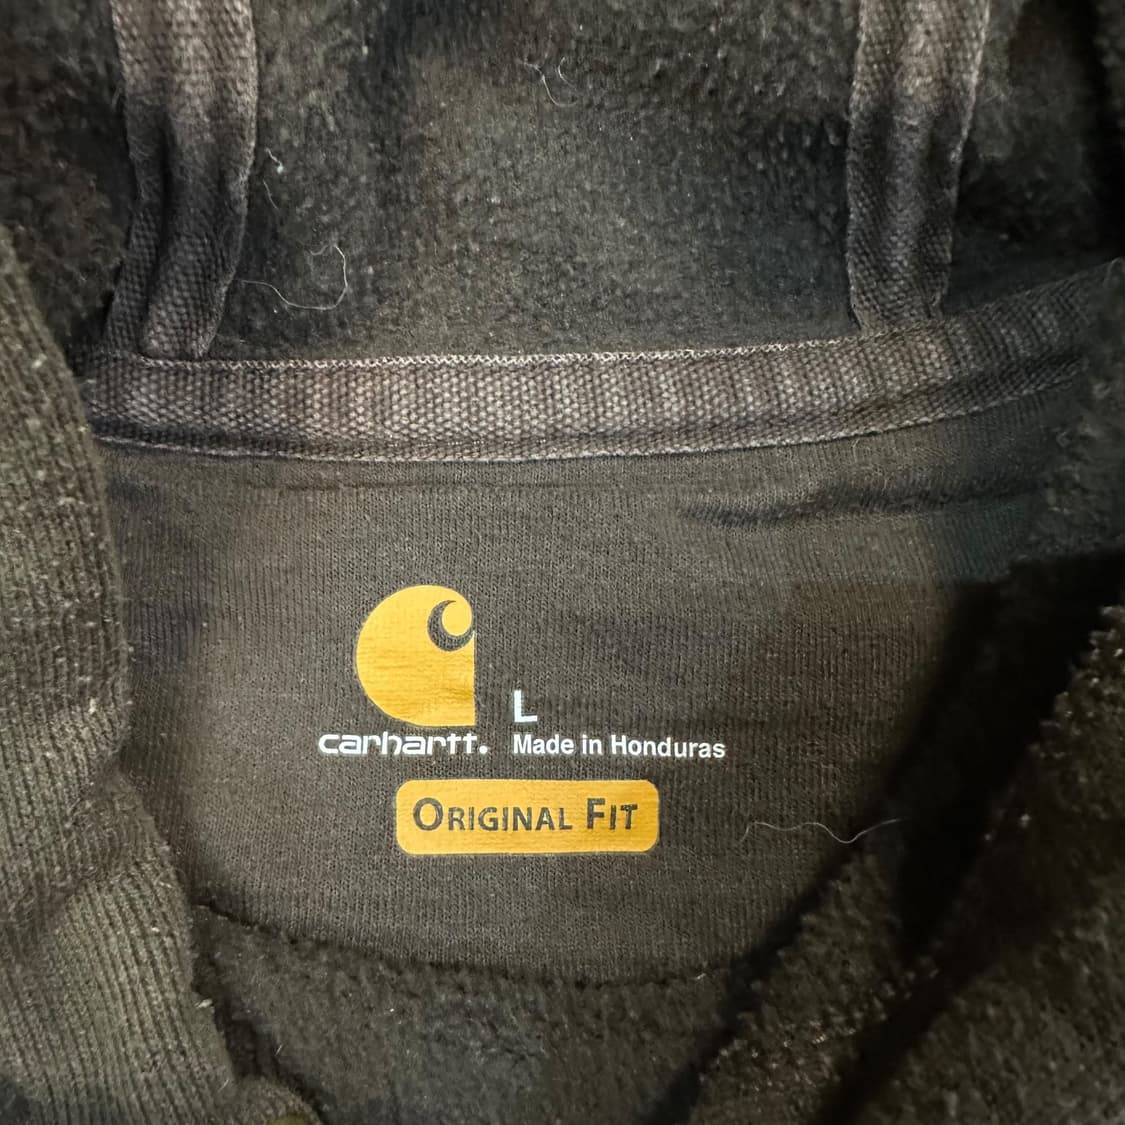 L
carhartt.
Made in Honduras
ORIGINAL FIT